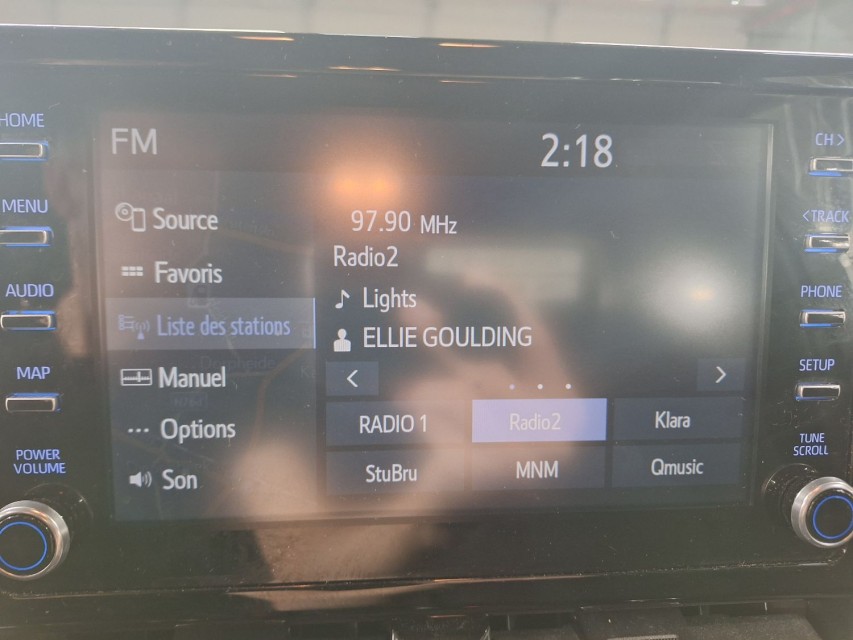 FM
2:18
HOME
MENU
AUDIO
MAP
POWER
VOLUME
Source
Favoris
Liste des stations
Manuel
Options
Son
97.90 MHz
Radio2
Lights
ELLIE GOULDING
<
>
RADIO 1
Radio2
Klara
StuBru
MNM
Qmusic
CH >
< TRACK
PHONE
SETUP
TUNE
SCROLL